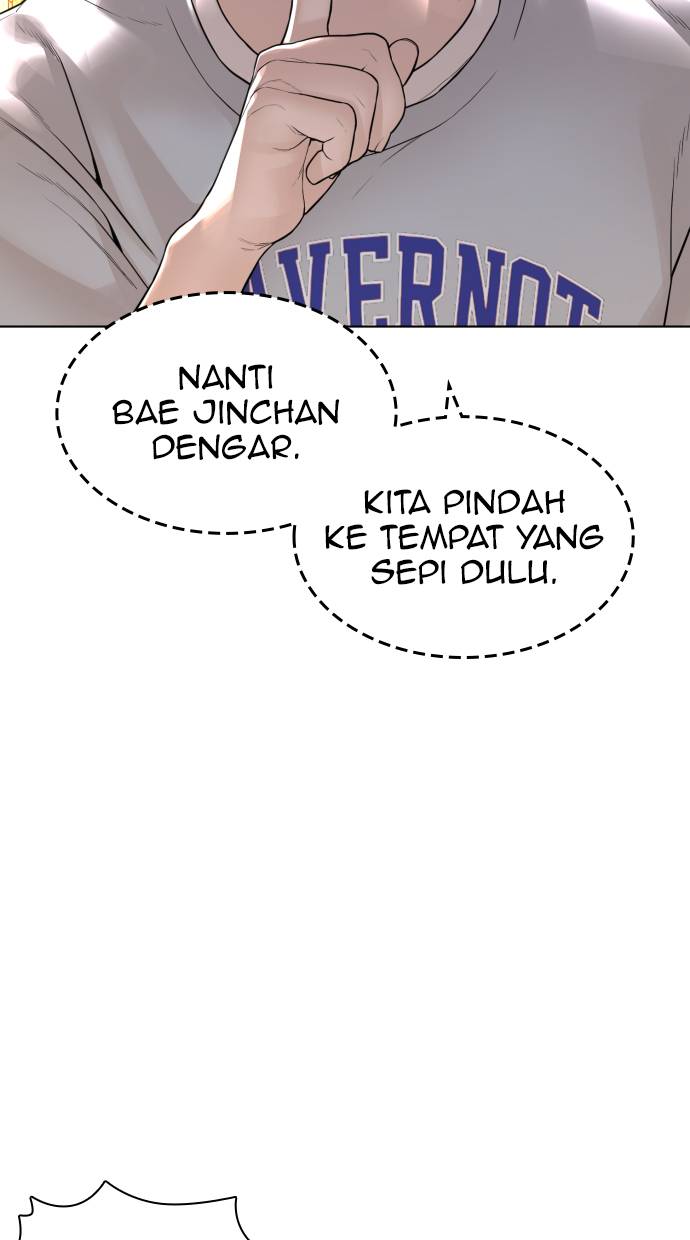 AVERNOT
NANTI
BAE JINCHAN
DENGAR.
KITA PINDAH
KE TEMPAT YANG
SEPI DULU.